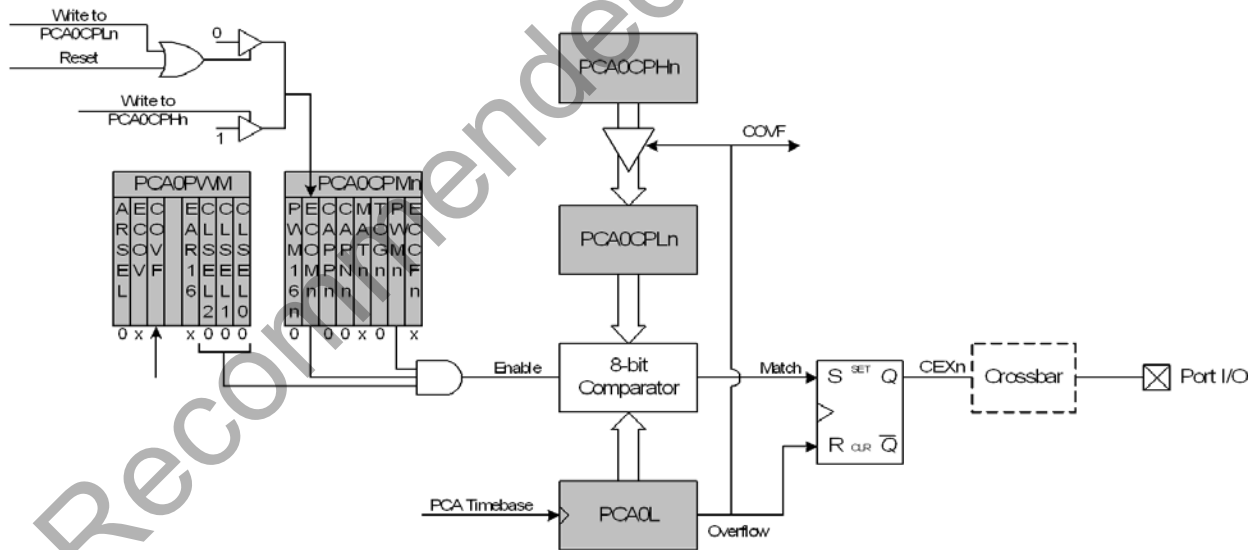 Write to
PCA0CPLn
Reset
0
Write to
PCA0CPHn
1
PCA0CPHn
COVF
PCA0PWM
ARSEL
ECOV
COVF
EAR16
CLSEL2
CLSEL1
CLSEL0
0 x x 0 0 0
PCA0CPMn
PWM16n
ECOMn
CAPPn
CAPNn
MATn
TOGn
PWMn
ECCFn
0 0 0 x 0 x
PCA0CPLn
Enable
8-bit
Comparator
Match
S SET Q
R CLR Q
CEXn
Crossbar
Port I/O
PCA Timebase
PCA0L
Overflow
Recommended